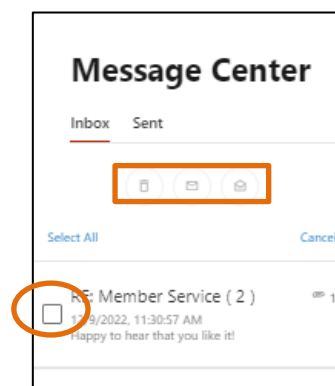 Message Center
Inbox Sent
Select All Cancel
RE: Member Service ( 2 ) 1
12/9/2022, 11:30:57 AM
Happy to hear that you like it!